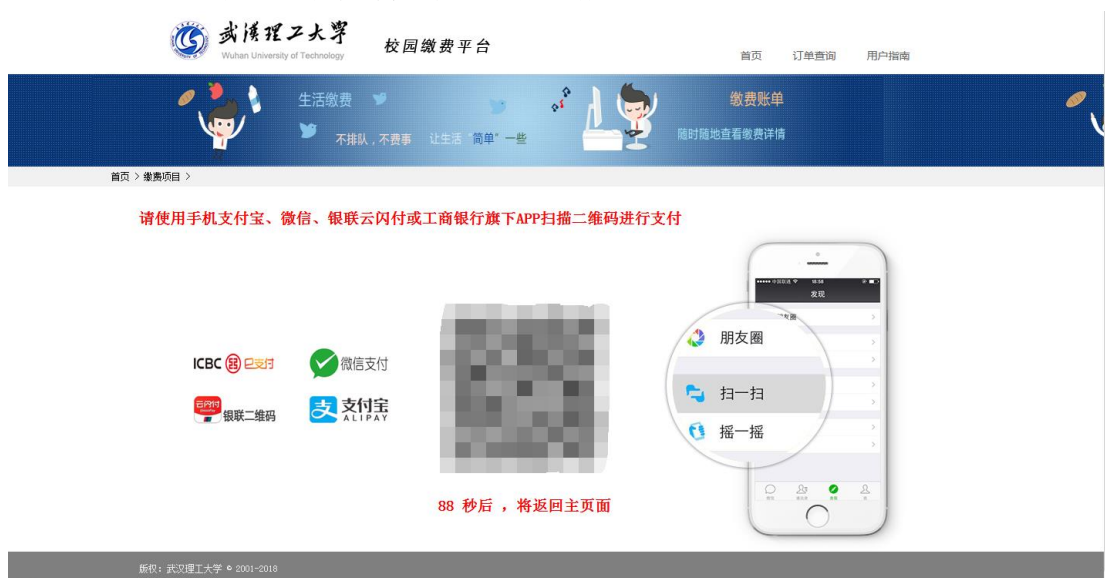 武漢理工大学
Wuhan University of Technology
校园缴费平台
首页 订单查询 用户指南
生活缴费
不排队，不费事 让生活“简单”一些
缴费账单
随时随地查看缴费详情
首页 > 缴费项目 >
请使用手机支付宝、微信、银联云闪付或工商银行旗下APP扫描二维码进行支付
发现
朋友圈
扫一扫
摇一摇
ICBC e支付
微信支付
云闪付
银联二维码
支 支付宝
ALIPAY
88 秒后 ，将返回主页面
版权：武汉理工大学 © 2001-2018